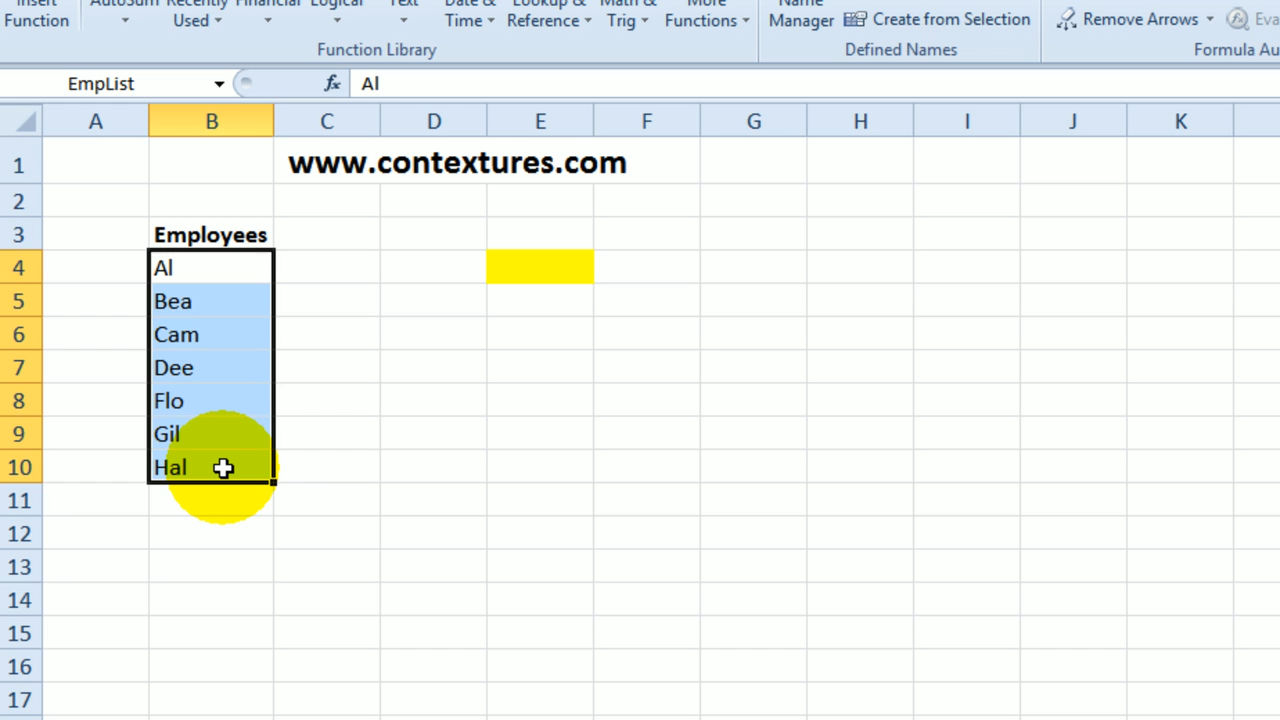 Insert AutoSum Recently Financial Logical Text Date & Lookup & Math & More Name
Function Used Time Reference Trig Functions Manager Create from Selection Remove Arrows
Function Library Defined Names
EmpList fx Al
A B C D E F G H I J K
1 www.contextures.com
2
3 Employees
4 Al
5 Bea
6 Cam
7 Dee
8 Flo
9 Gil
10 Hal
11
12
13
14
15
16
17